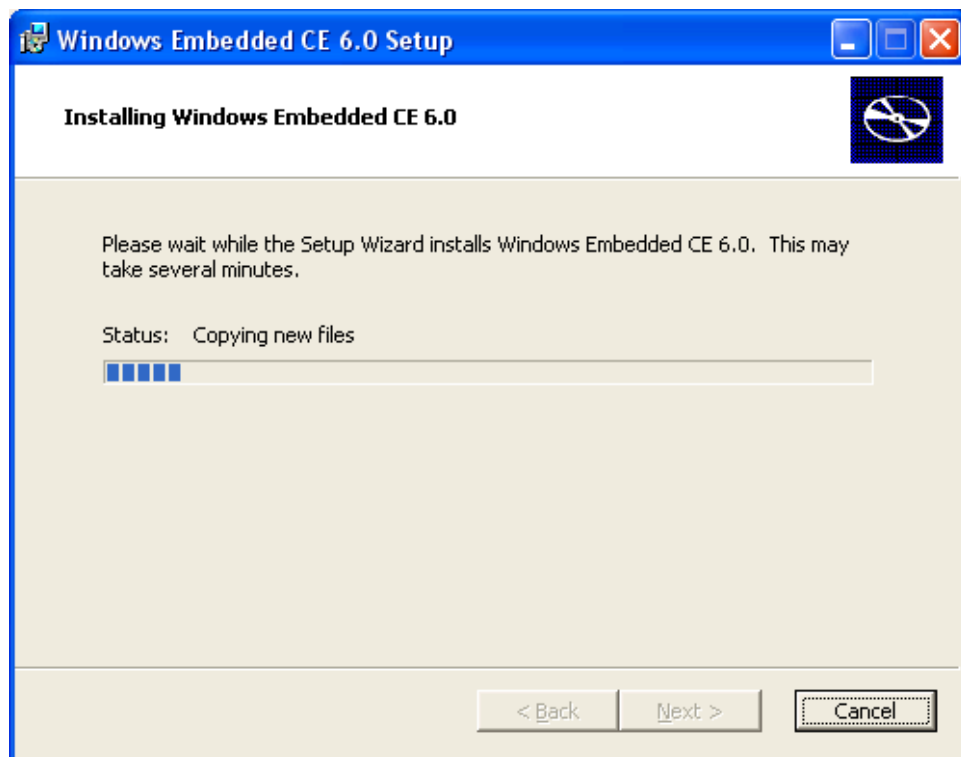 Windows Embedded CE 6.0 Setup
Installing Windows Embedded CE 6.0
Please wait while the Setup Wizard installs Windows Embedded CE 6.0. This may
take several minutes.
Status: Copying new files
< Back Next > Cancel